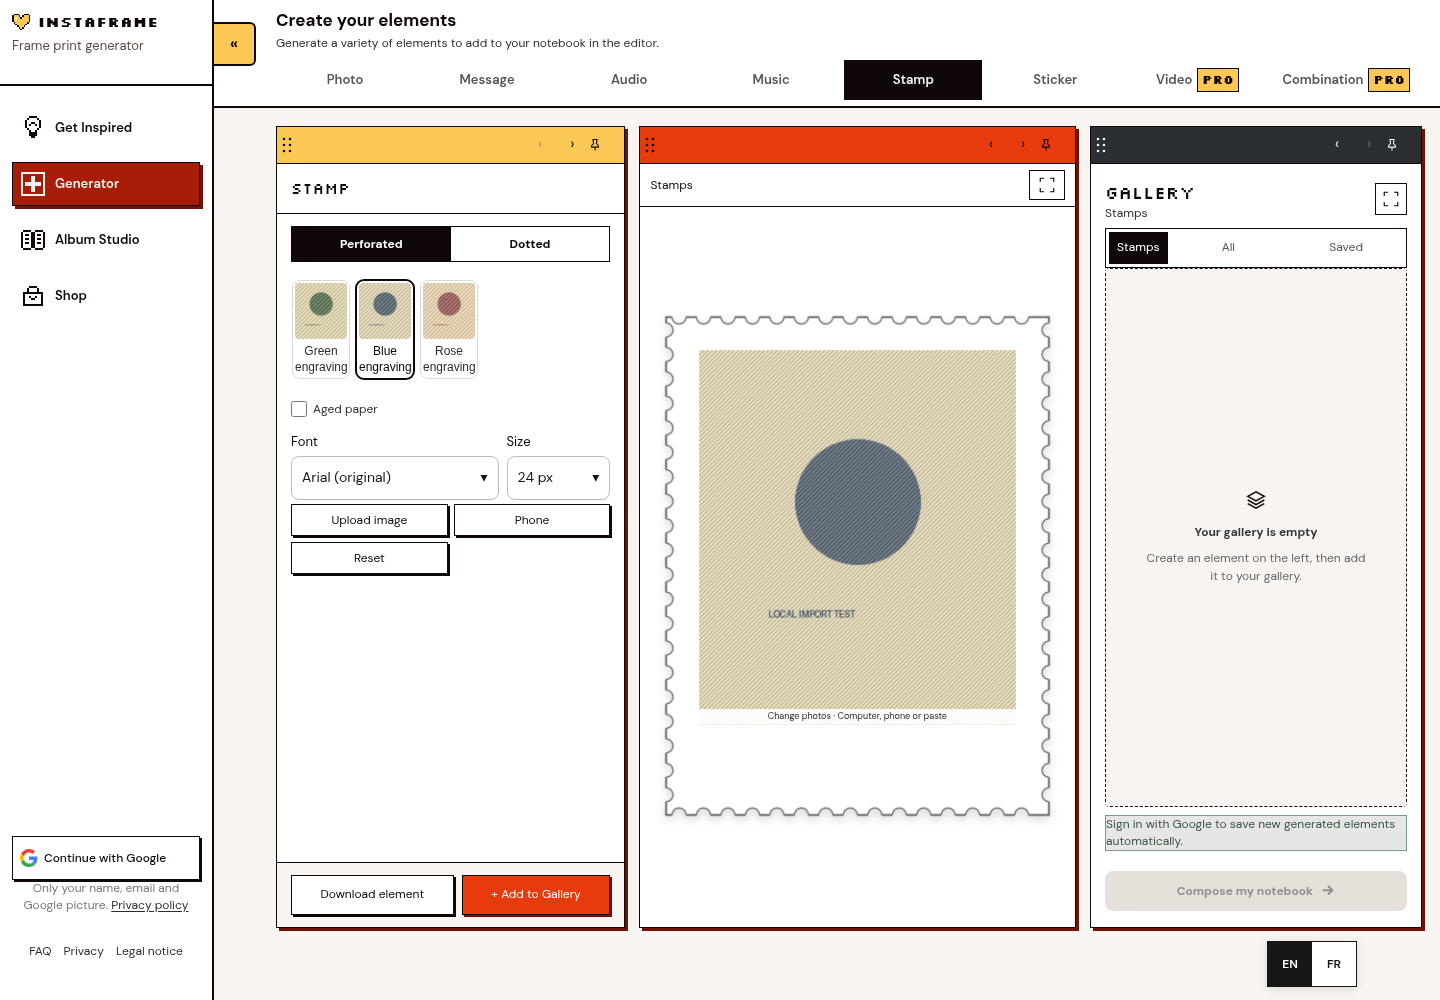 INSTAFRAME
Frame print generator
Get Inspired
Generator
Album Studio
Shop
Continue with Google
Only your name, email and
Google picture. Privacy policy
FAQ Privacy Legal notice
«
Create your elements
Generate a variety of elements to add to your notebook in the editor.
Photo Message Audio Music Stamp Sticker Video PRO Combination PRO
‹ ›
STAMP
Perforated Dotted
Green engraving
Blue engraving
Rose engraving
Aged paper
Font Size
Arial (original) ▼ 24 px ▼
Upload image Phone
Reset
Download element + Add to Gallery
‹ ›
Stamps
LOCAL IMPORT TEST
Change photos · Computer, phone or paste
‹ ›
GALLERY
Stamps
Stamps All Saved
Your gallery is empty
Create an element on the left, then add
it to your gallery.
Sign in with Google to save new generated elements
automatically.
Compose my notebook →
EN FR